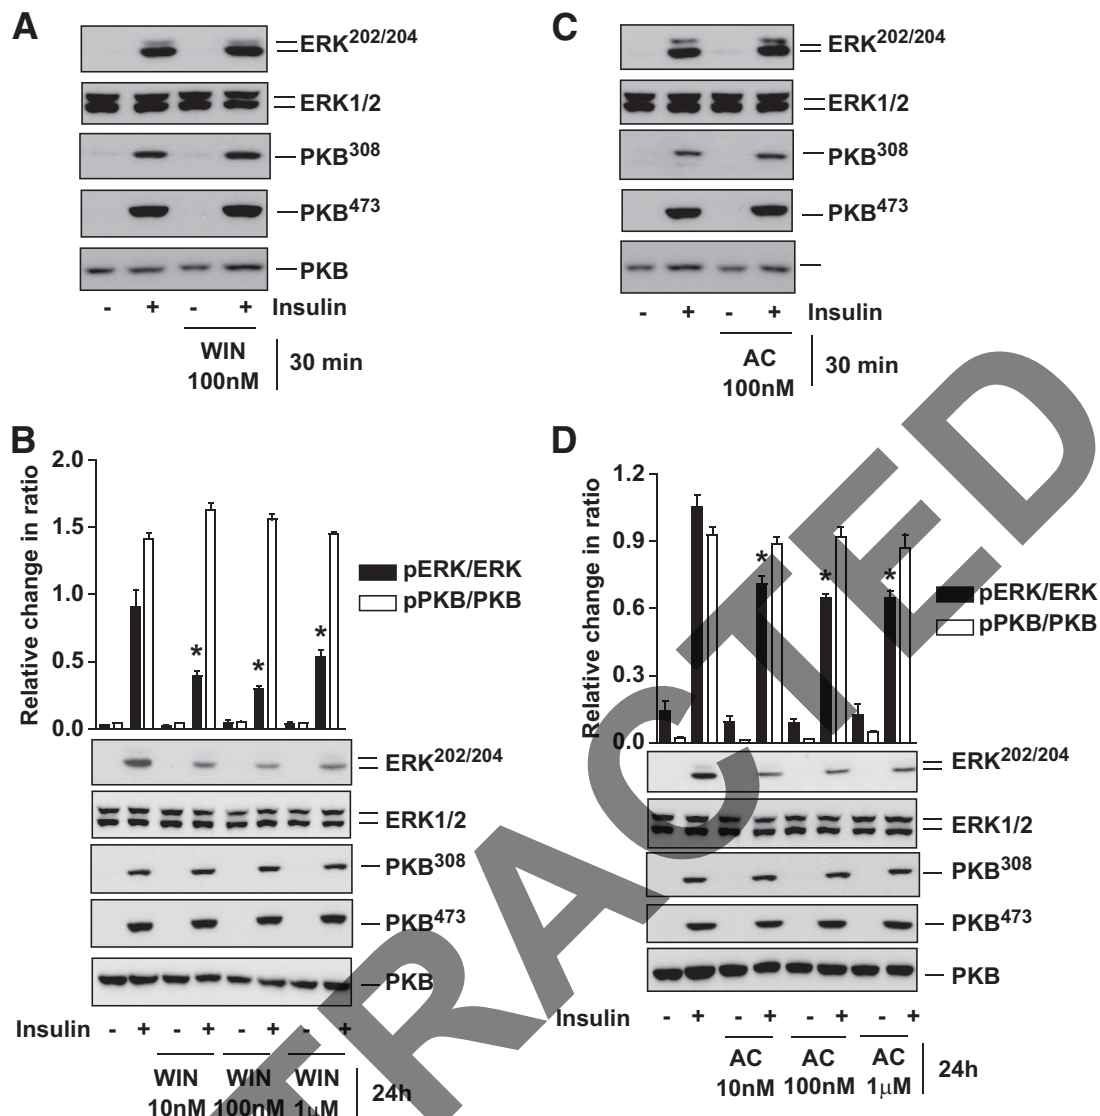 A
ERK202/204
ERK1/2
PKB308
PKB473
PKB
- + - + Insulin
WIN
100nM
30 min
C
ERK202/204
ERK1/2
PKB308
PKB473
- + - + Insulin
AC
100nM
30 min
B
Relative change in ratio
2.0
1.5
1.0
0.5
0.0
* * *
pERK/ERK
pPKB/PKB
ERK202/204
ERK1/2
PKB308
PKB473
PKB
Insulin - + - + - + - +
WIN WIN WIN
10nM 100nM 1μM
24h
D
Relative change in ratio
1.2
0.9
0.6
0.3
0.0
* * *
pERK/ERK
pPKB/PKB
ERK202/204
ERK1/2
PKB308
PKB473
PKB
Insulin - + - + - + - +
AC AC AC
10nM 100nM 1μM
24h
TRACTED